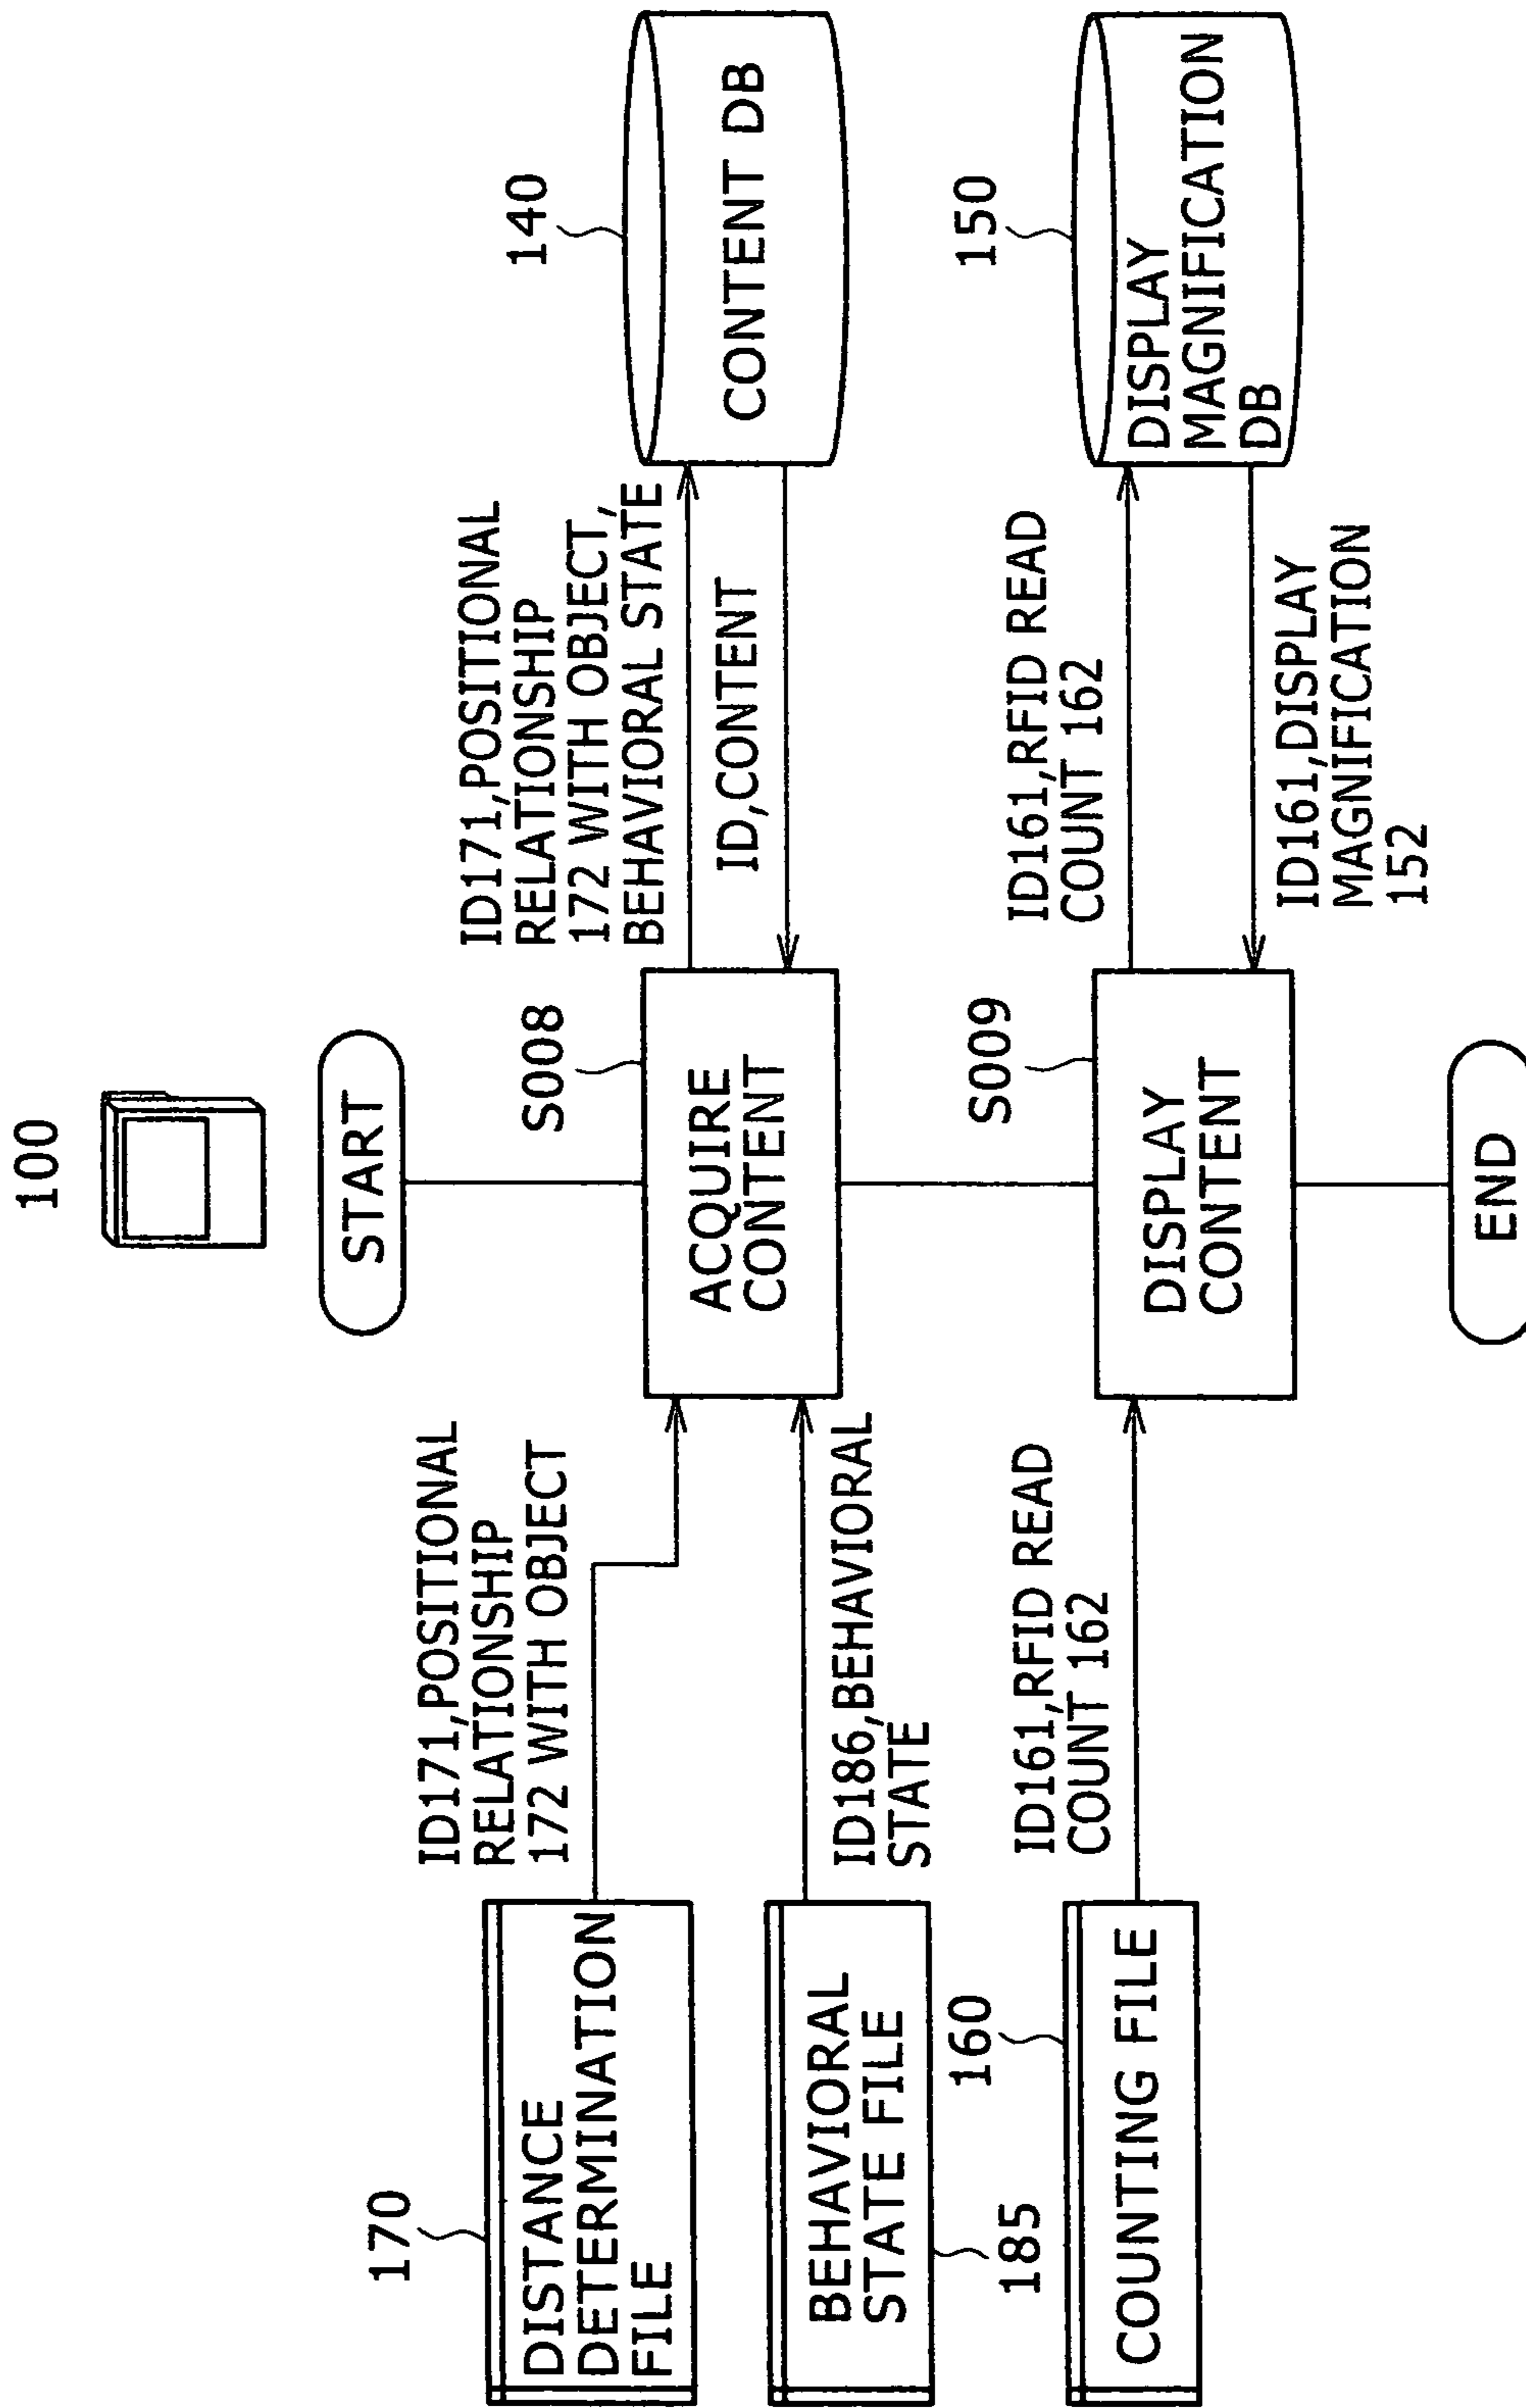 100
START
170
DISTANCE
DETERMINATION
FILE
ID171,POSITIONAL
RELATIONSHIP
172 WITH OBJECT
S008
ACQUIRE
CONTENT
ID171,POSITIONAL
RELATIONSHIP
172 WITH OBJECT,
BEHAVIORAL STATE
ID,CONTENT
140
CONTENT DB
BEHAVIORAL
STATE FILE
185
ID186,BEHAVIORAL
STATE
160
COUNTING FILE
ID161,RFID READ
COUNT 162
S009
DISPLAY
CONTENT
ID161,RFID READ
COUNT 162
ID161,DISPLAY
MAGNIFICATION
152
150
DISPLAY
MAGNIFICATION
DB
END